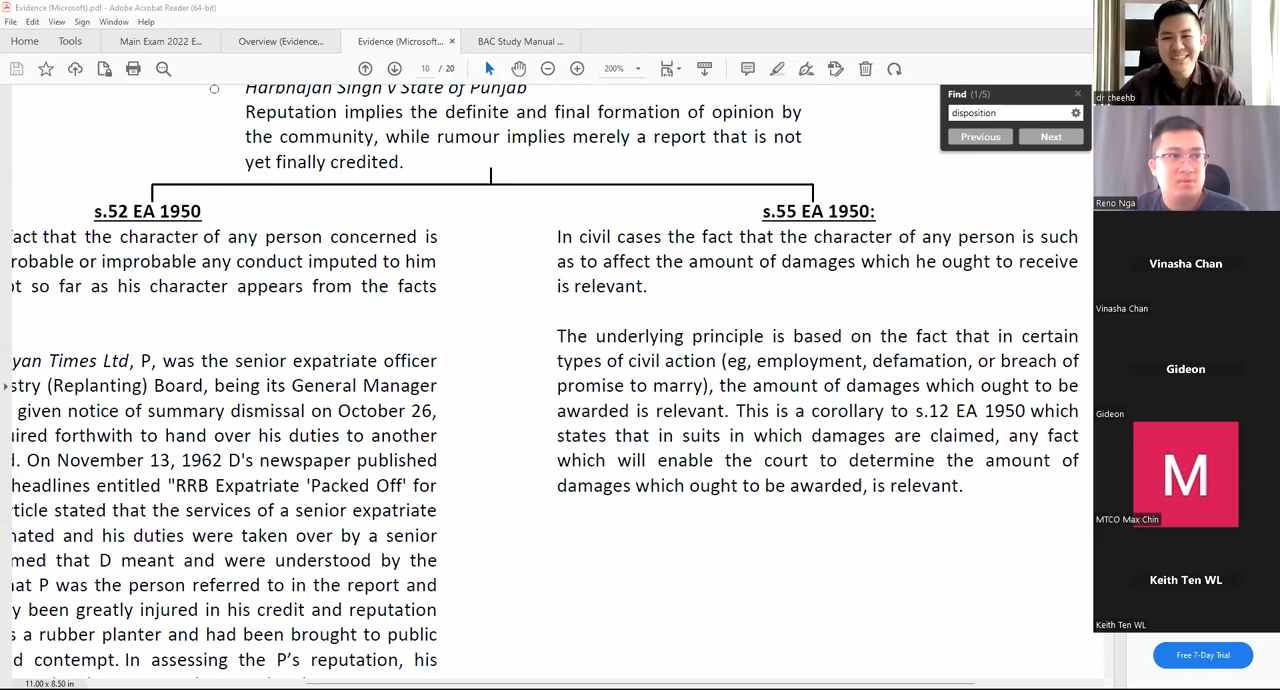 Evidence (Microsoft).pdf - Adobe Acrobat Reader (64-bit)
File Edit View Sign Window Help
Home Tools Main Exam 2022 E... Overview (Evidence... Evidence (Microsoft... × BAC Study Manual ...
10 / 20 200%
Find (1/5)
disposition
Previous Next
Harbhajan Singh v State of Punjab
Reputation implies the definite and final formation of opinion by
the community, while rumour implies merely a report that is not
yet finally credited.
s.52 EA 1950
fact that the character of any person concerned is
robable or improbable any conduct imputed to him
so far as his character appears from the facts
yan Times Ltd, P, was the senior expatriate officer
stry (Replanting) Board, being its General Manager
given notice of summary dismissal on October 26,
uired forthwith to hand over his duties to another
. On November 13, 1962 D's newspaper published
headlines entitled "RRB Expatriate 'Packed Off' for
rticle stated that the services of a senior expatriate
nated and his duties were taken over by a senior
med that D meant and were understood by the
hat P was the person referred to in the report and
y been greatly injured in his credit and reputation
s a rubber planter and had been brought to public
d contempt. In assessing the P's reputation, his
s.55 EA 1950:
In civil cases the fact that the character of any person is such
as to affect the amount of damages which he ought to receive
is relevant.
The underlying principle is based on the fact that in certain
types of civil action (eg, employment, defamation, or breach of
promise to marry), the amount of damages which ought to be
awarded is relevant. This is a corollary to s.12 EA 1950 which
states that in suits in which damages are claimed, any fact
which will enable the court to determine the amount of
damages which ought to be awarded, is relevant.
11.00 x 8.50 in
dr cheehb
Reno Nga
Vinasha Chan
Vinasha Chan
Gideon
Gideon
M
MTCO Max Chin
Keith Ten WL
Keith Ten WL
Free 7-Day Trial